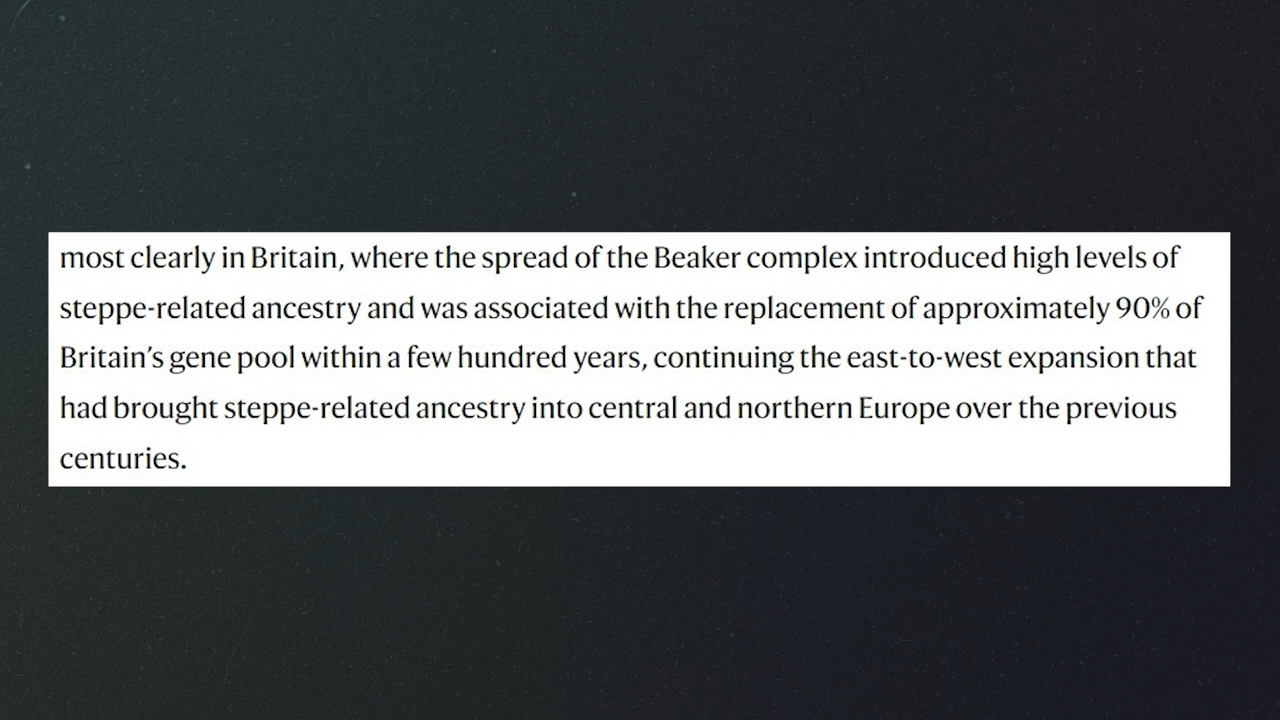 most clearly in Britain, where the spread of the Beaker complex introduced high levels of
steppe-related ancestry and was associated with the replacement of approximately 90% of
Britain’s gene pool within a few hundred years, continuing the east-to-west expansion that
had brought steppe-related ancestry into central and northern Europe over the previous
centuries.